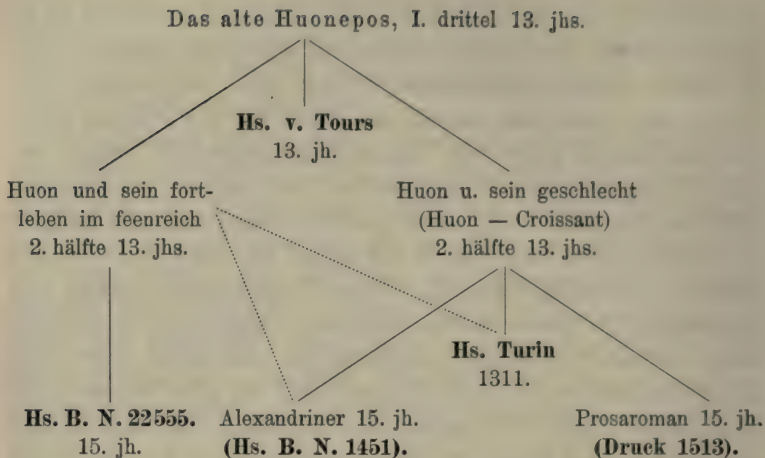 Das alte Huonepos, I. drittel 13. jhs.
Hs. v. Tours
13. jh.
Huon und sein fort-
leben im feenreich
2. hälfte 13. jhs.
Huon u. sein geschlecht
(Huon — Croissant)
2. hälfte 13. jhs.
Hs. Turin
1311.
Hs. B. N. 22555.
15. jh.
Alexandriner 15. jh.
(Hs. B. N. 1451).
Prosaroman 15. jh.
(Druck 1513).